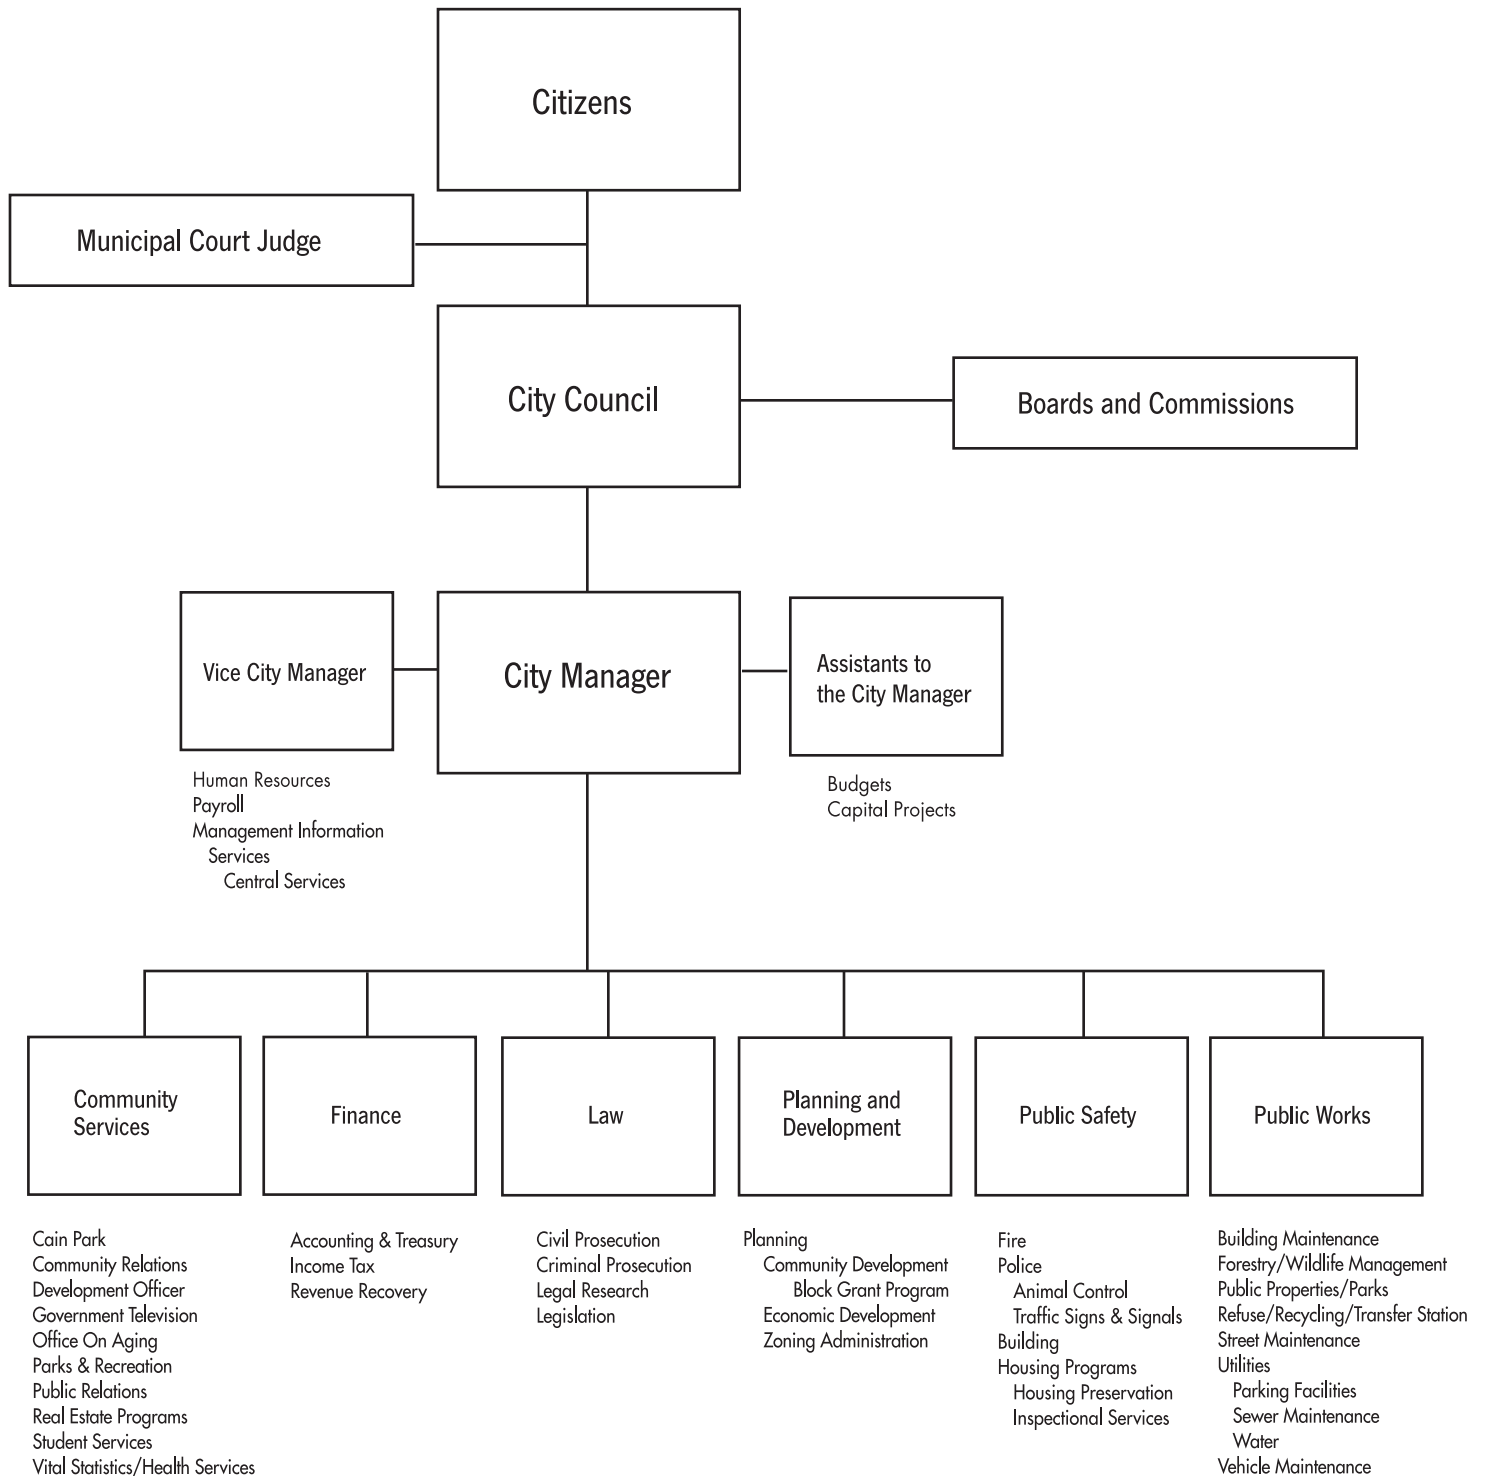 Citizens
Municipal Court Judge
City Council
Boards and Commissions
Vice City Manager
City Manager
Assistants to
the City Manager
Human Resources
Payroll
Management Information
Services
Central Services
Budgets
Capital Projects
Community
Services
Finance
Law
Planning and
Development
Public Safety
Public Works
Cain Park
Community Relations
Development Officer
Government Television
Office On Aging
Parks & Recreation
Public Relations
Real Estate Programs
Student Services
Vital Statistics/Health Services
Accounting & Treasury
Income Tax
Revenue Recovery
Civil Prosecution
Criminal Prosecution
Legal Research
Legislation
Planning
Community Development
Block Grant Program
Economic Development
Zoning Administration
Fire
Police
Animal Control
Traffic Signs & Signals
Building
Housing Programs
Housing Preservation
Inspectional Services
Building Maintenance
Forestry/Wildlife Management
Public Properties/Parks
Refuse/Recycling/Transfer Station
Street Maintenance
Utilities
Parking Facilities
Sewer Maintenance
Water
Vehicle Maintenance